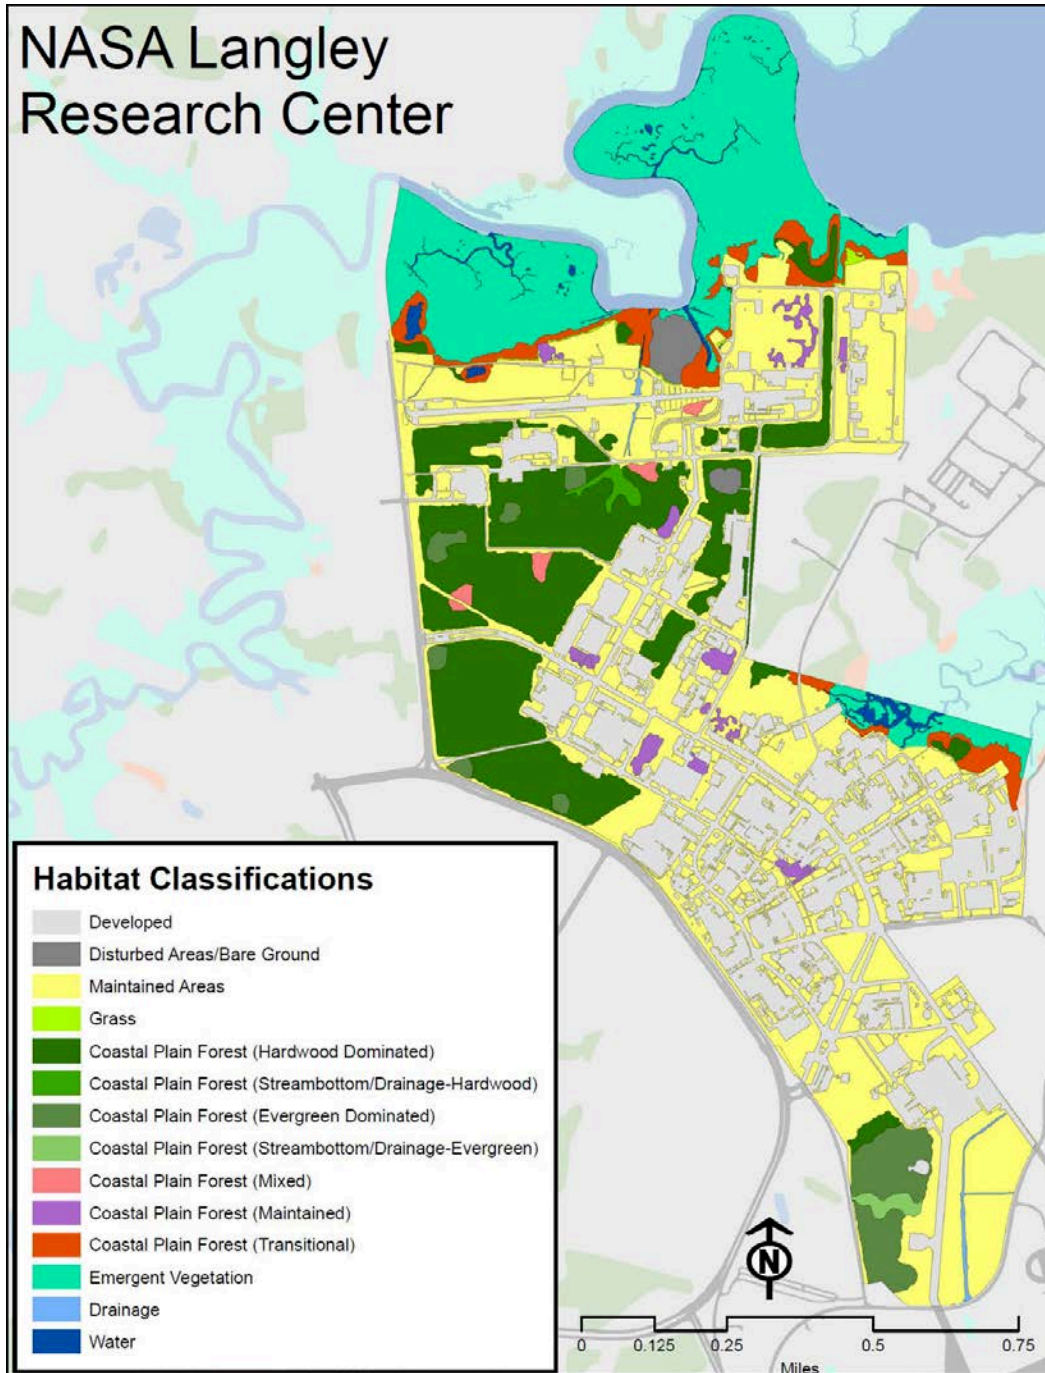 NASA Langley
Research Center
Habitat Classifications
Developed
Disturbed Areas/Bare Ground
Maintained Areas
Grass
Coastal Plain Forest (Hardwood Dominated)
Coastal Plain Forest (Streambottom/Drainage-Hardwood)
Coastal Plain Forest (Evergreen Dominated)
Coastal Plain Forest (Streambottom/Drainage-Evergreen)
Coastal Plain Forest (Mixed)
Coastal Plain Forest (Maintained)
Coastal Plain Forest (Transitional)
Emergent Vegetation
Drainage
Water
N
0 0.125 0.25 0.5 0.75
Miles